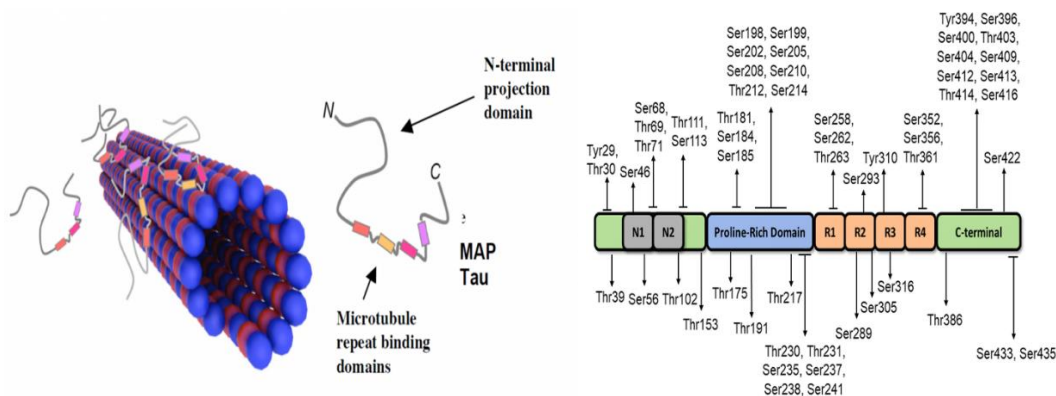 N-terminal
projection
domain
N
C
e
MAP
Tau
Microtubule
repeat binding
domains
Tyr29,
Thr30
Ser46
Ser68,
Thr69,
Thr71
Thr111,
Ser113
Thr181,
Ser184,
Ser185
Ser198, Ser199,
Ser202, Ser205,
Ser208, Ser210,
Thr212, Ser214
Ser258,
Ser262,
Thr263
Ser293
Tyr310
Ser352,
Ser356,
Thr361
Tyr394, Ser396,
Ser400, Thr403,
Ser404, Ser409,
Ser412, Ser413,
Thr414, Ser416
Ser422
N1
N2
Proline-Rich Domain
R1
R2
R3
R4
C-terminal
Thr39
Ser56
Thr102
Thr153
Thr175
Thr191
Thr217
Thr230, Thr231,
Ser235, Ser237,
Ser238, Ser241
Ser289
Ser305
Ser316
Thr386
Ser433, Ser435